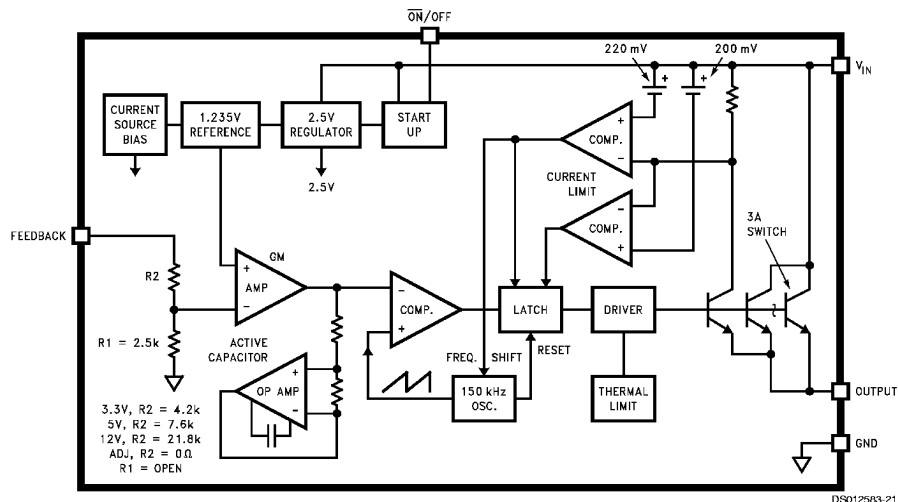 ON/OFF
220 mV
200 mV
+
+
VIN
CURRENT
SOURCE
BIAS
1.235V
REFERENCE
2.5V
REGULATOR
START
UP
2.5V
+
COMP.
−
CURRENT
LIMIT
−
COMP.
+
FEEDBACK
R2
R1 = 2.5k
GM
+
AMP
−
−
COMP.
+
LATCH
DRIVER
3A
SWITCH
ACTIVE
CAPACITOR
+
OP AMP
−
FREQ. SHIFT
RESET
150 kHz
OSC.
THERMAL
LIMIT
OUTPUT
GND
3.3V, R2 = 4.2k
5V, R2 = 7.6k
12V, R2 = 21.8k
ADJ, R2 = 0Ω
R1 = OPEN
DS012583-21